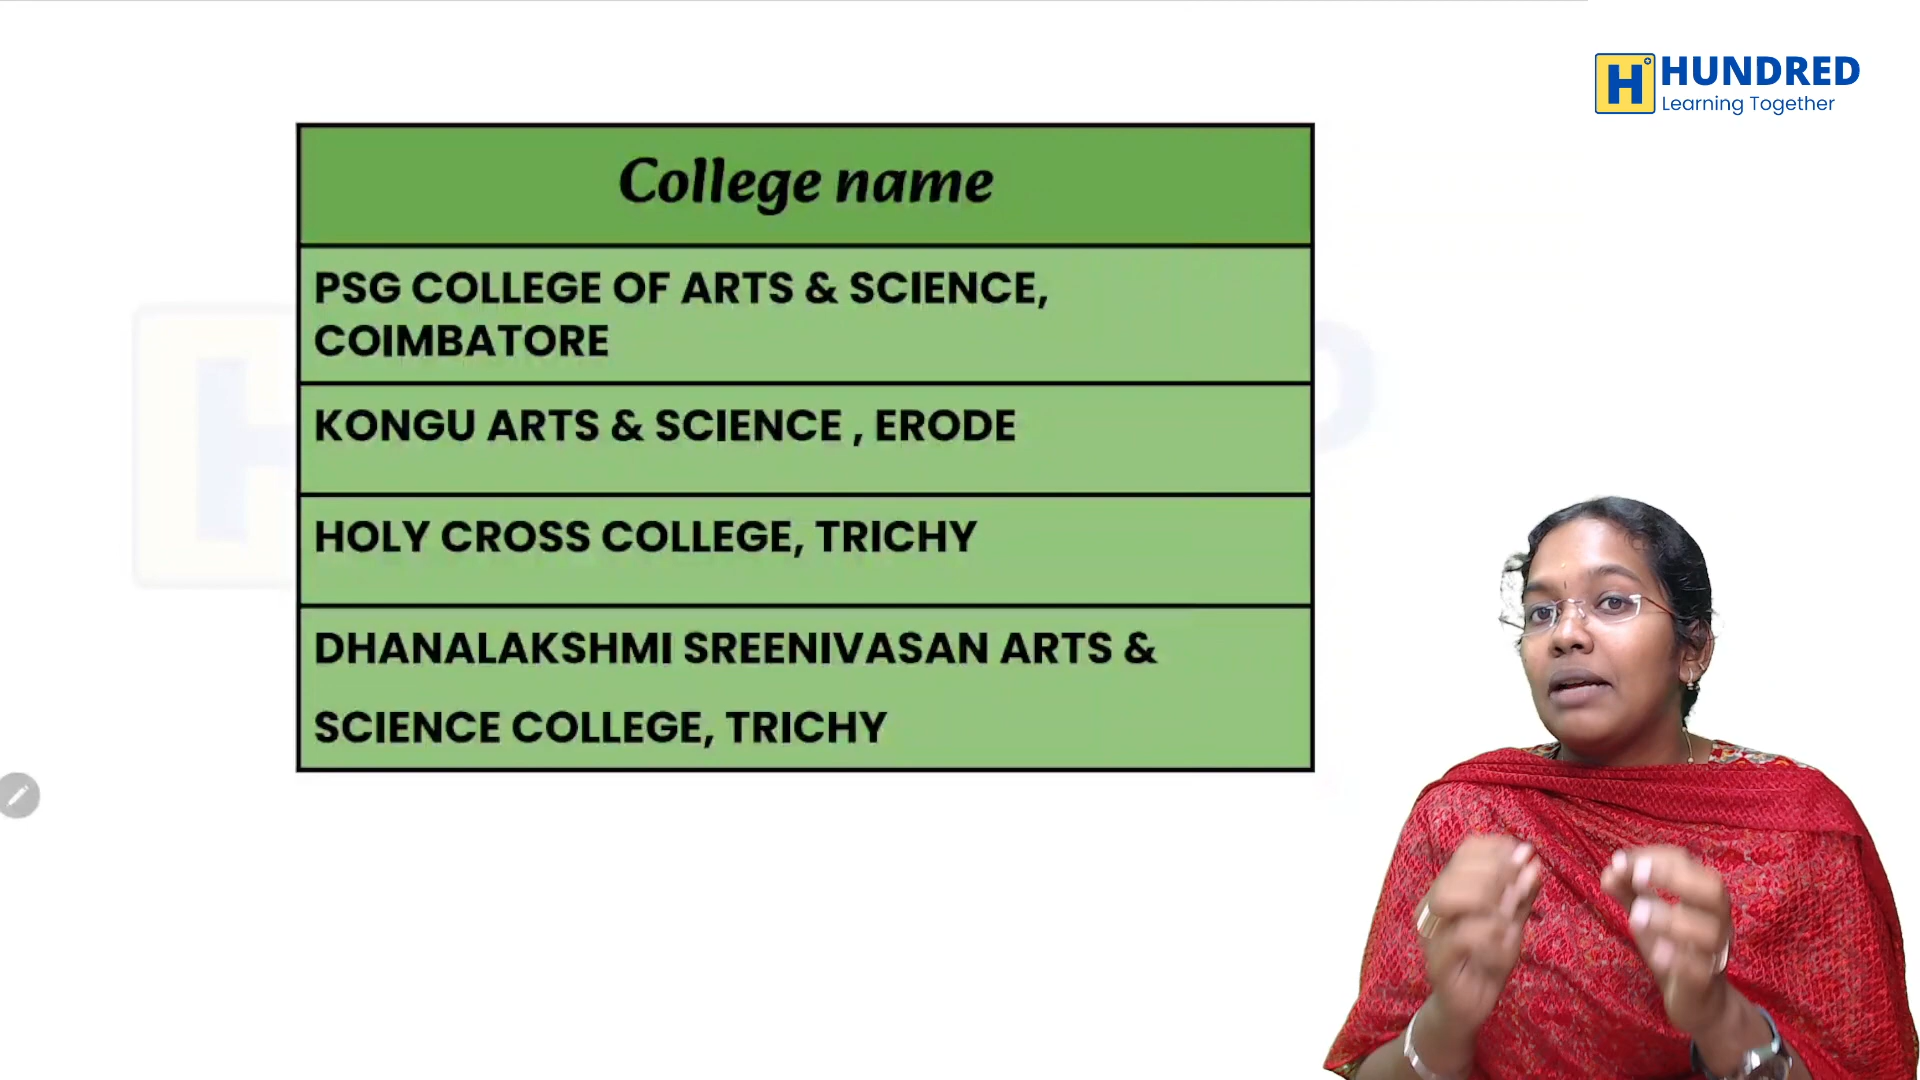 H HUNDRED
Learning Together
College name
PSG COLLEGE OF ARTS & SCIENCE,
COIMBATORE
KONGU ARTS & SCIENCE , ERODE
HOLY CROSS COLLEGE, TRICHY
DHANALAKSHMI SREENIVASAN ARTS &
SCIENCE COLLEGE, TRICHY